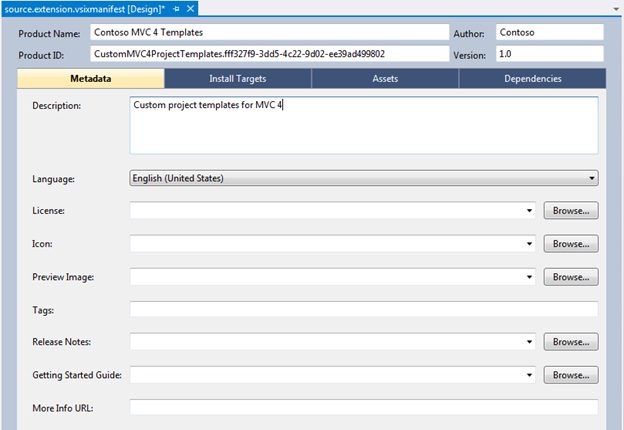 source.extension.vsixmanifest [Design]*
Product Name: Contoso MVC 4 Templates Author: Contoso
Product ID: CustomMVC4ProjectTemplates.fff327f9-3dd5-4c22-9d02-ee39ad499802 Version: 1.0
Metadata Install Targets Assets Dependencies
Description: Custom project templates for MVC 4
Language: English (United States)
License: Browse...
Icon: Browse...
Preview Image: Browse...
Tags:
Release Notes: Browse...
Getting Started Guide: Browse...
More Info URL: